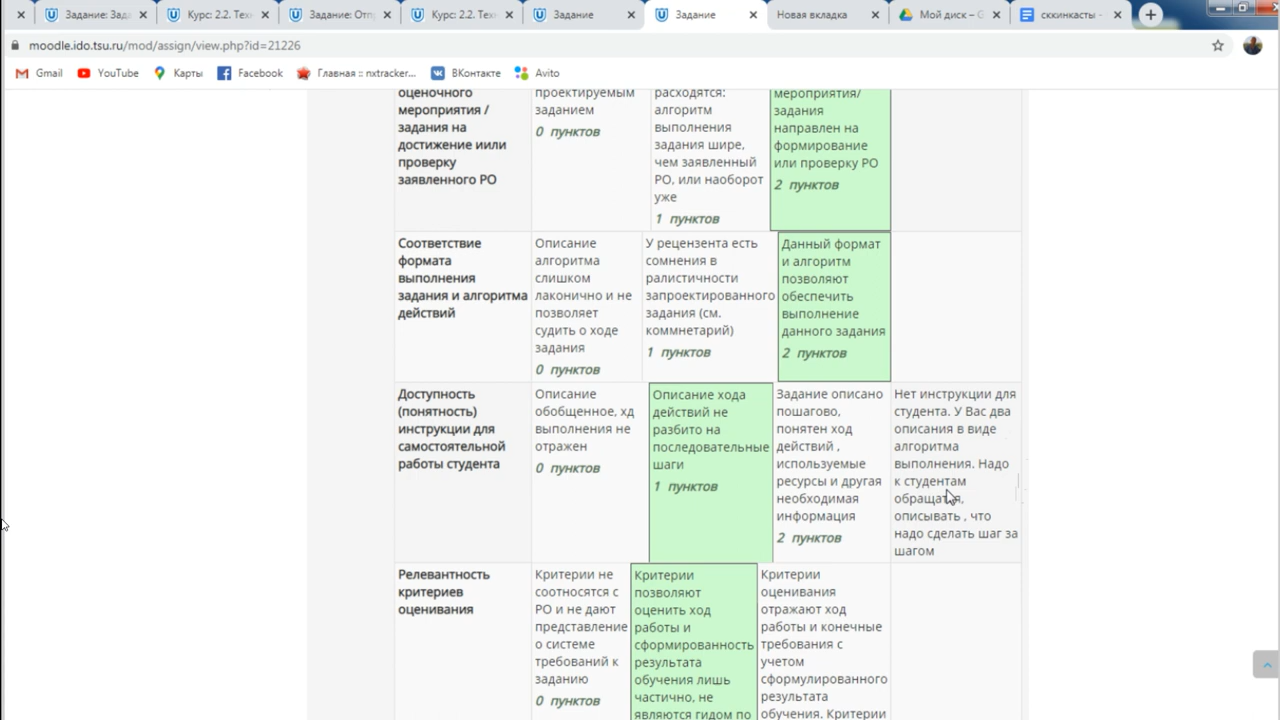 Задание: Зад
Курс: 2.2. Тех
Задание: Отп
Курс: 2.2. Тех
Задание
Задание
Новая вкладка
Мой диск – G
сккинкасты -
moodle.ido.tsu.ru/mod/assign/view.php?id=21226
Gmail
YouTube
Карты
Facebook
Главная :: nxtracker...
ВКонтакте
Avito
оценочного
мероприятия /
задания на
достижение иили
проверку
заявленного РО
проектируемым
заданием
0 пунктов
расходятся:
алгоритм
выполнения
задания шире,
чем заявленный
РО, или наоборот
уже
1 пунктов
мероприятия/
задания
направлен на
формирование
или проверку РО
2 пунктов
Соответствие
формата
выполнения
задания и алгоритма
действий
Описание
алгоритма
слишком
лаконично и не
позволяет
судить о ходе
задания
0 пунктов
У рецензента есть
сомнения в
ралистичности
запроектированного
задания (см.
коммнетарий)
1 пунктов
Данный формат
и алгоритм
позволяют
обеспечить
выполнение
данного задания
2 пунктов
Доступность
(понятность)
инструкции для
самостоятельной
работы студента
Описание
обобщенное, хд
выполнения не
отражен
0 пунктов
Описание хода
действий не
разбито на
последовательные
шаги
1 пунктов
Задание описано
пошагово,
понятен ход
действий ,
используемые
ресурсы и другая
необходимая
информация
2 пунктов
Нет инструкции для
студента. У Вас два
описания в виде
алгоритма
выполнения. Надо
к студентам
описывать , что
надо сделать шаг за
шагом
Релевантность
критериев
оценивания
Критерии не
соотносятся с
РО и не дают
представление
о системе
требований к
заданию
0 пунктов
Критерии
позволяют
оценить ход
работы и
сформированность
результата
обучения лишь
частично, не
являются гидом по
Критерии
оценивания
отражают ход
работы и конечные
требования с
учетом
сформулированного
результата
обучения. Критерии